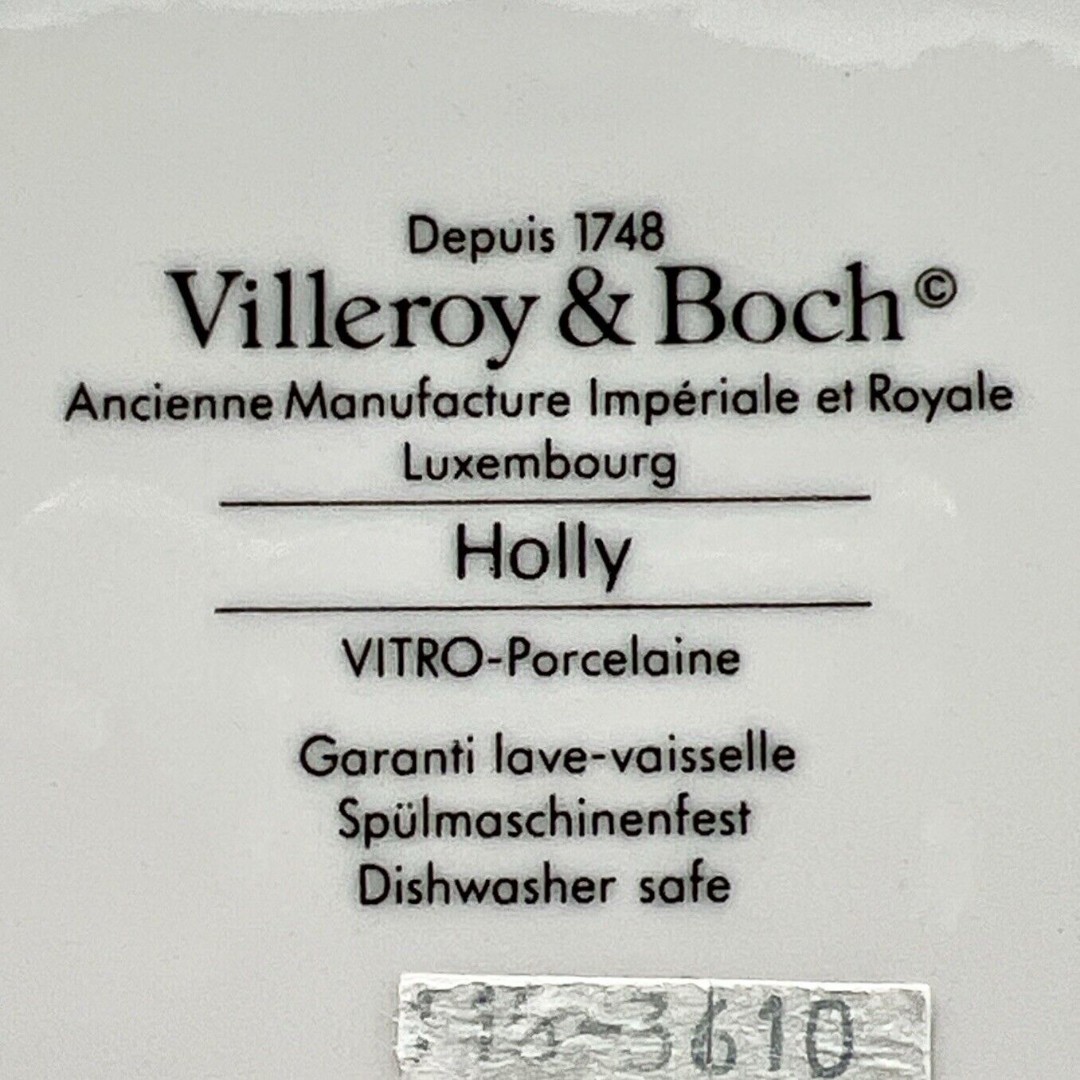 Depuis 1748
Villeroy & Boch©
Ancienne Manufacture Impériale et Royale
Luxembourg
Holly
VITRO-Porcelaine
Garanti lave-vaisselle
Spülmaschinenfest
Dishwasher safe
3610